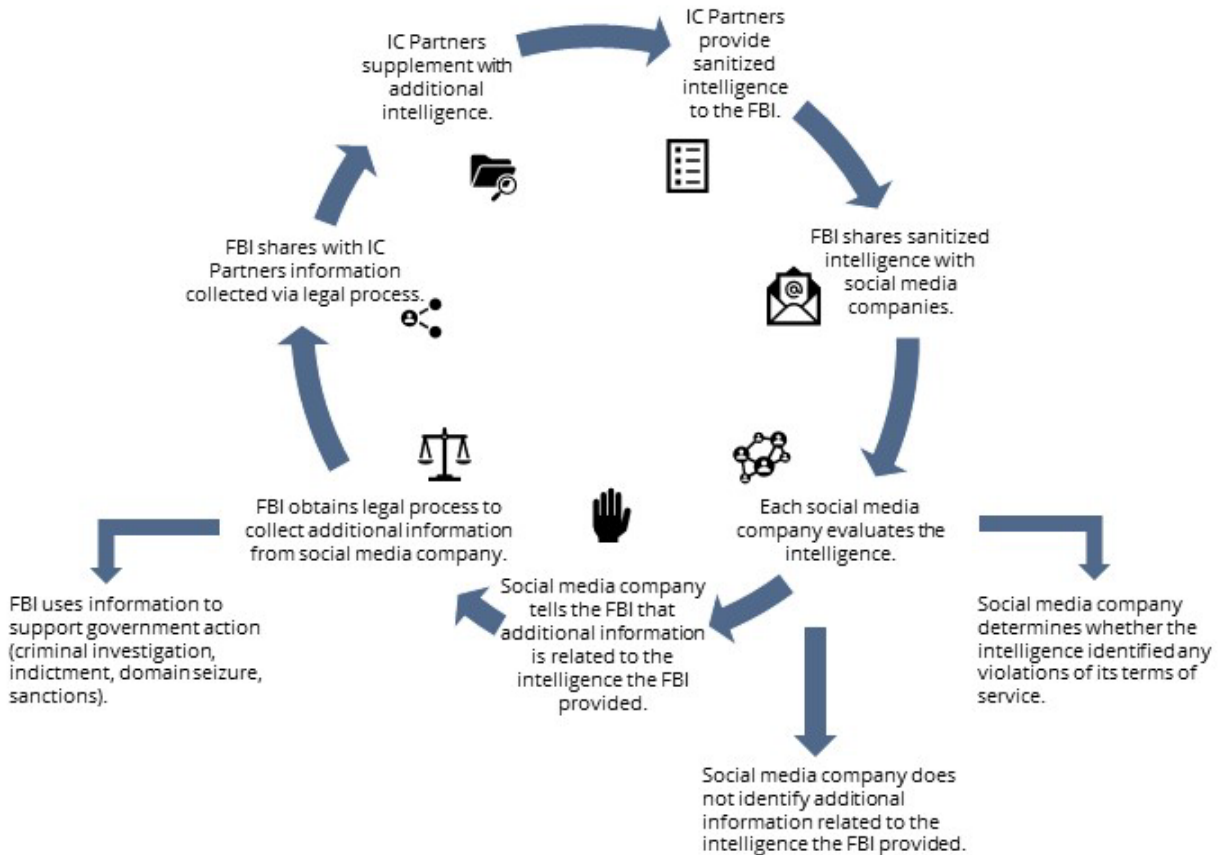 IC Partners
supplement with
additional
intelligence.
IC Partners
provide
sanitized
intelligence
to the FBI.
FBI shares sanitized
intelligence with
social media
companies.
@
Each social media
company evaluates the
intelligence.
Social media company
determines whether the
intelligence identified any
violations of its terms of
service.
Social media company does
not identify additional
information related to the
intelligence the FBI provided.
Social media company
tells the FBI that
additional information
is related to the
intelligence the FBI
provided.
FBI obtains legal process to
collect additional information
from social media company.
FBI uses information to
support government action
(criminal investigation,
indictment, domain seizure,
sanctions).
FBI shares with IC
Partners information
collected via legal process.